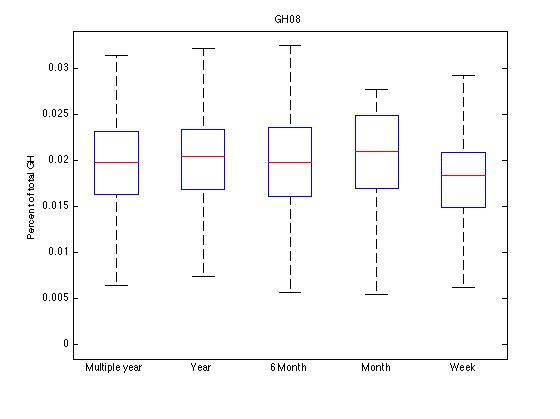 GH08
Percent of total GH
0.03
0.025
0.02
0.015
0.01
0.005
0
Multiple year
Year
6 Month
Month
Week